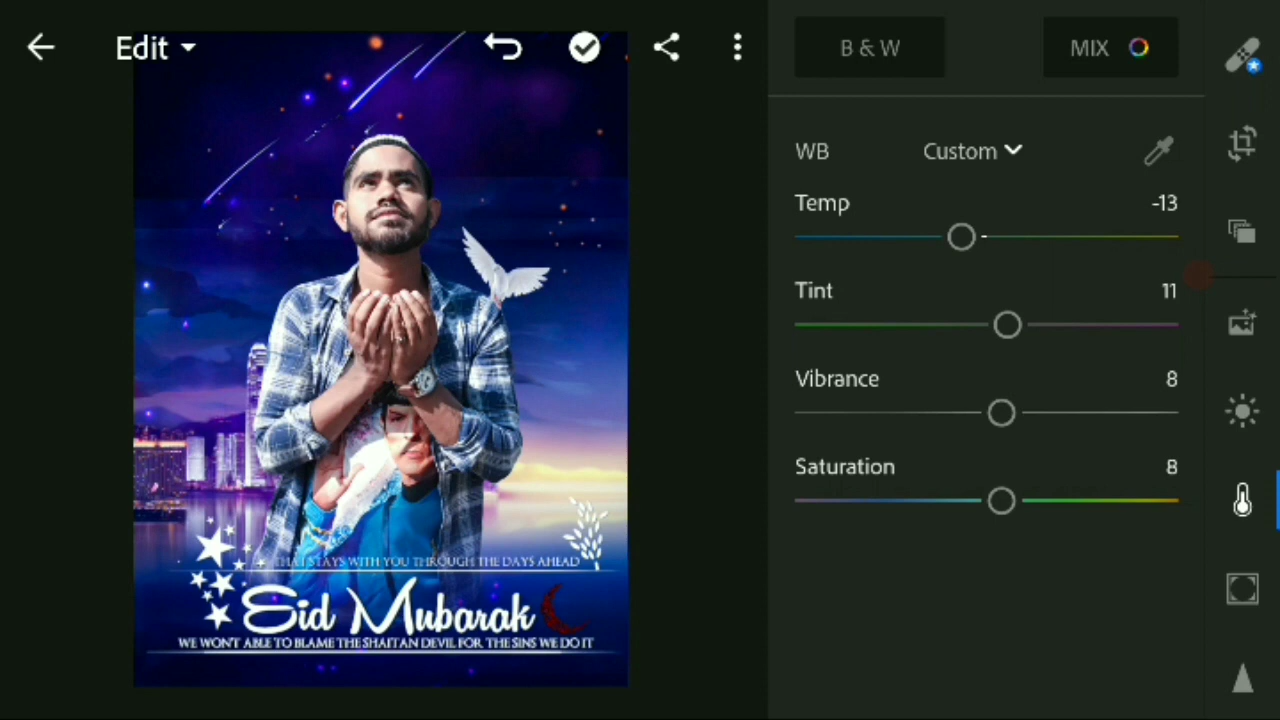 Edit
B & W
MIX
WB
Custom
Temp
-13
Tint
11
Vibrance
8
Saturation
8
THAT STAYS WITH YOU THROUGH THE DAYS AHEAD
Eid Mubarak
WE WON'T ABLE TO BLAME THE SHAITAN DEVIL FOR THE SINS WE DO IT